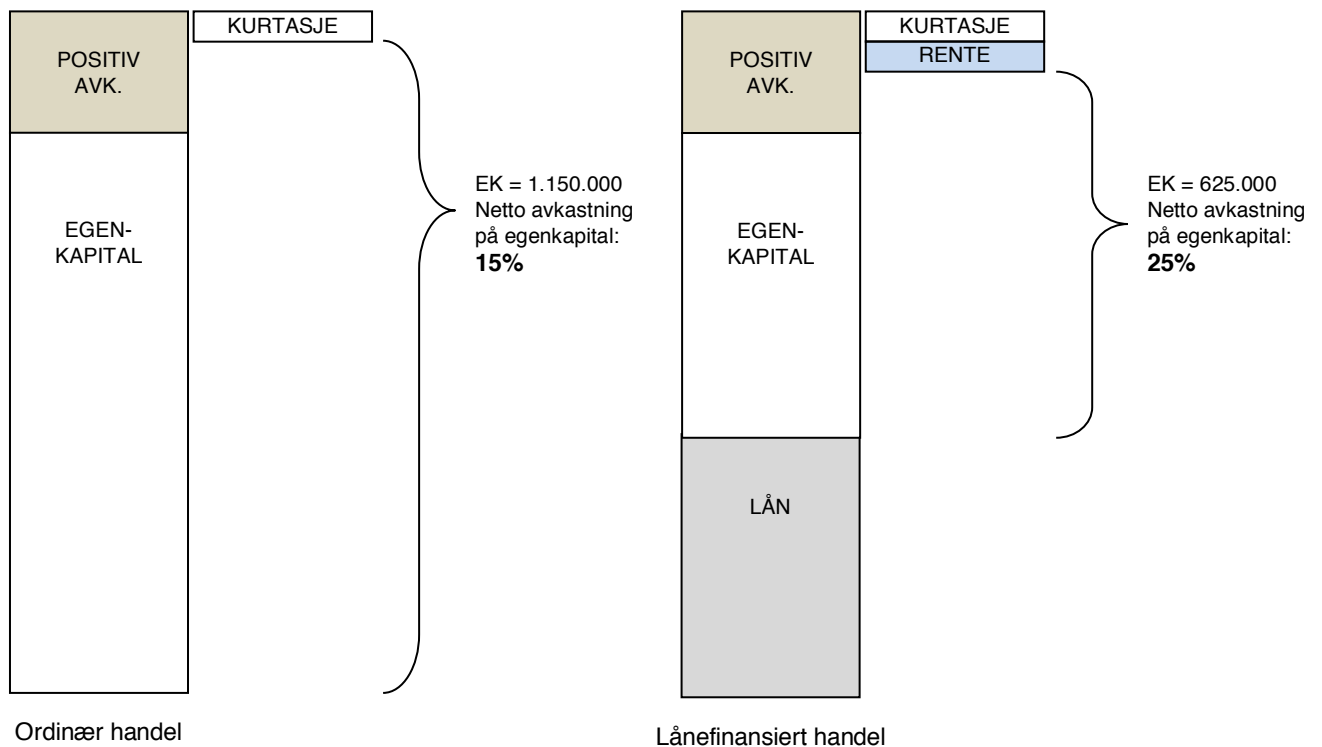 KURTASJE
POSITIV
AVK.
EGEN-
KAPITAL
EK = 1.150.000
Netto avkastning
på egenkapital:
15%
Ordinær handel
KURTASJE
RENTE
POSITIV
AVK.
EGEN-
KAPITAL
EK = 625.000
Netto avkastning
på egenkapital:
25%
LÅN
Lånefinansiert handel